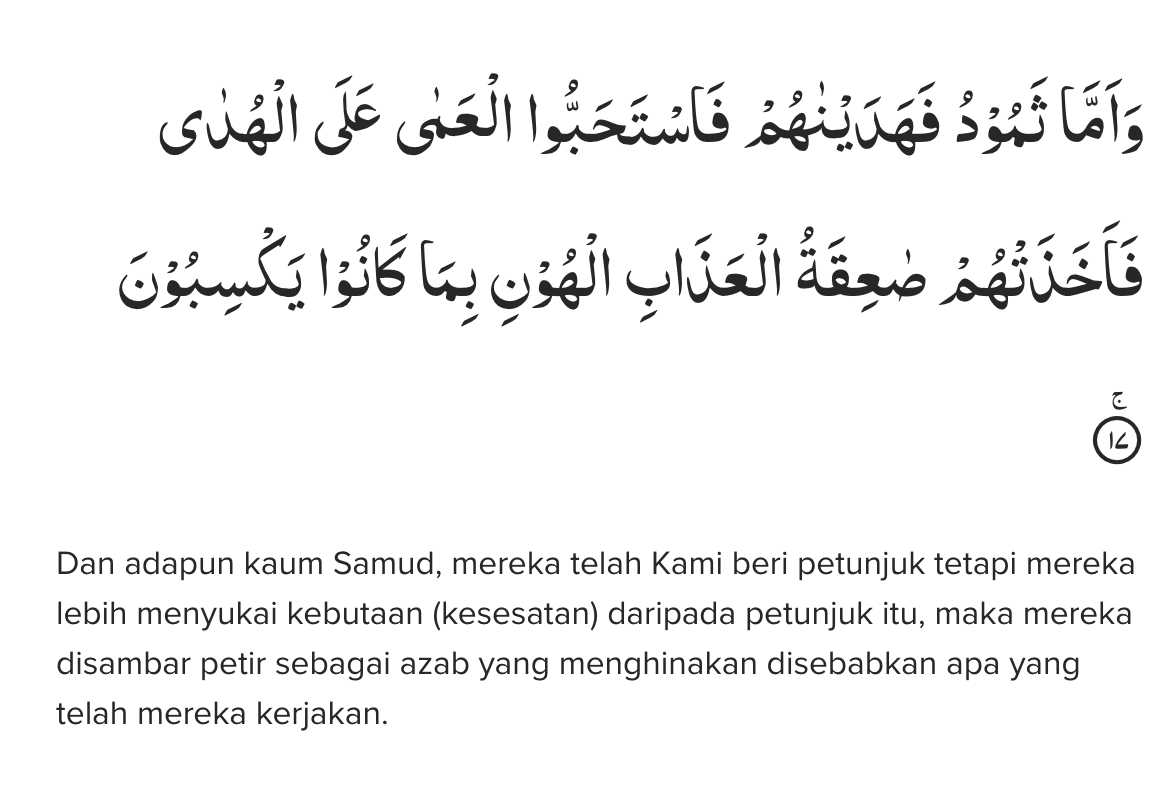 وَاَمَّا ثَمُوْدُ فَهَدَيْنٰهُمْ فَاسْتَحَبُّوا الْعَمٰى عَلَى الْهُدٰى
فَاَخَذَتْهُمْ صٰعِقَةُ الْعَذَابِ الْهُوْنِ بِمَا كَانُوْا يَكْسِبُوْنَ
ۚ ١٧
Dan adapun kaum Samud, mereka telah Kami beri petunjuk tetapi mereka
lebih menyukai kebutaan (kesesatan) daripada petunjuk itu, maka mereka
disambar petir sebagai azab yang menghinakan disebabkan apa yang
telah mereka kerjakan.